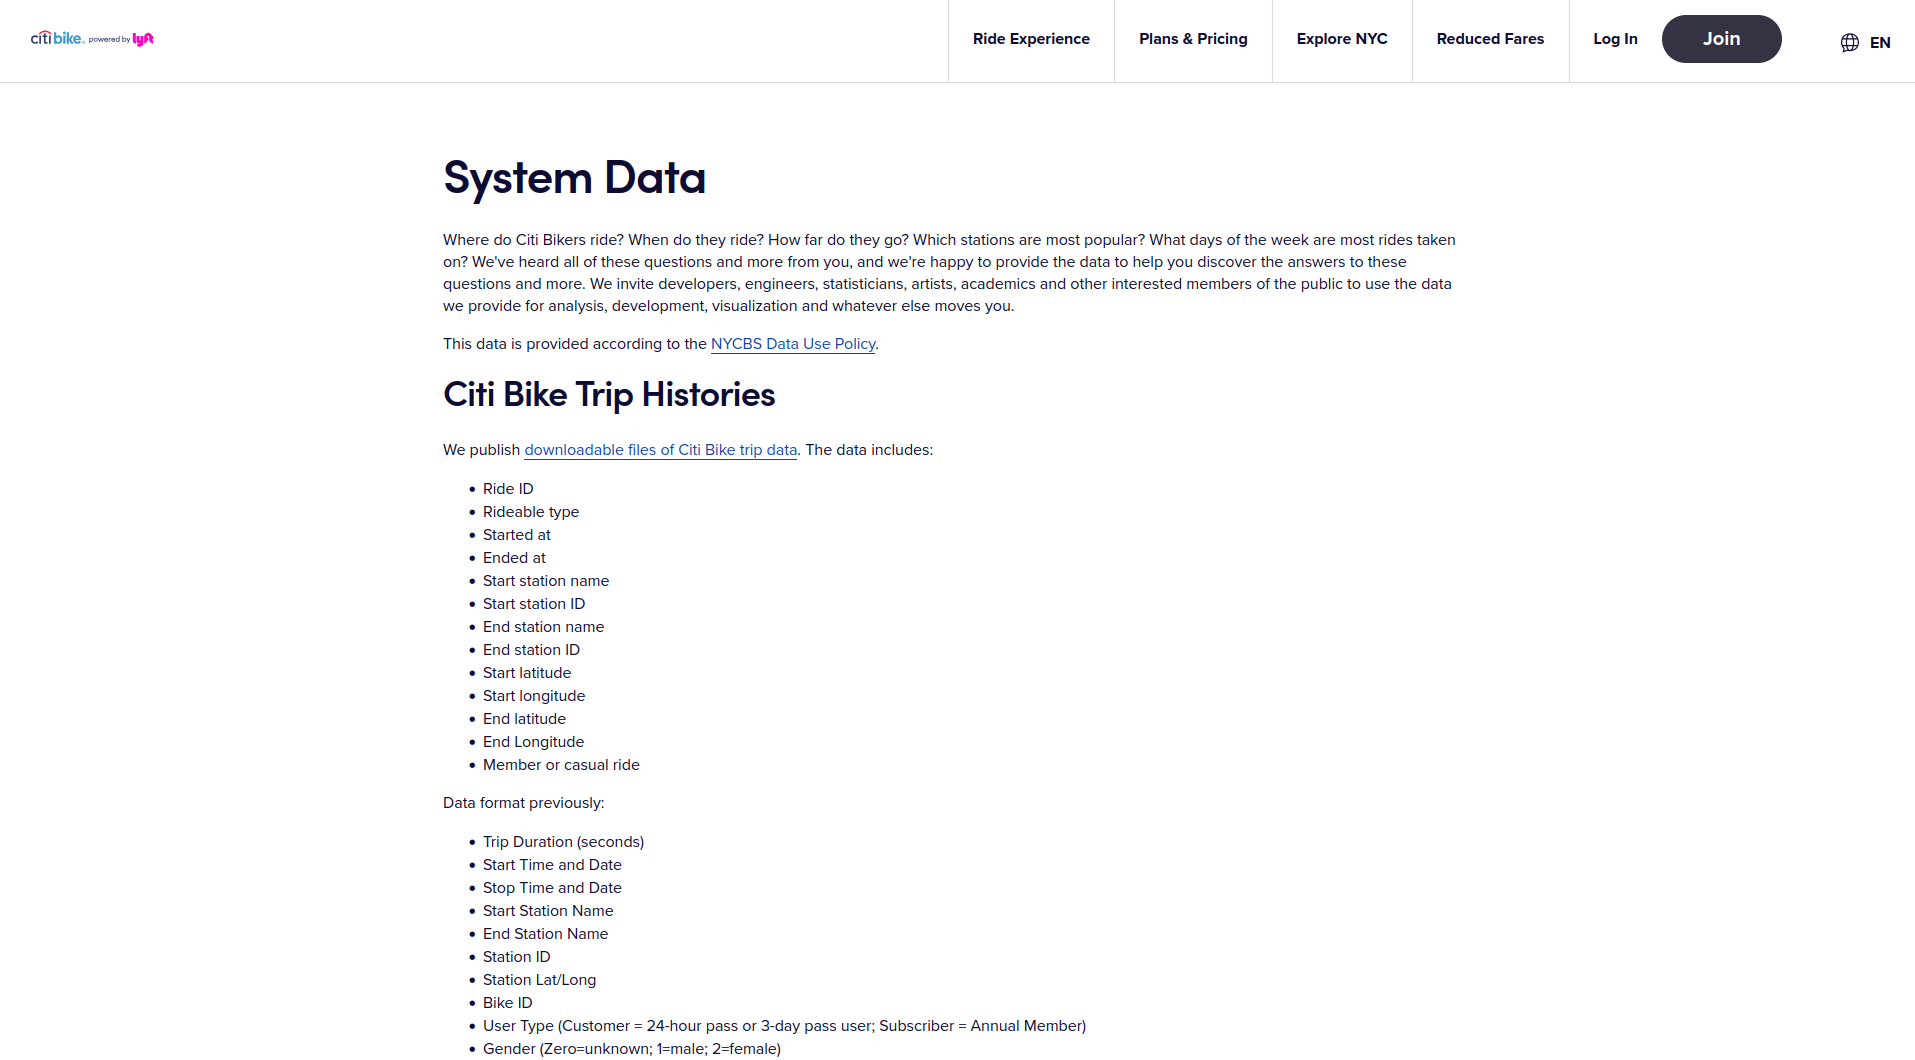 citi bike. powered by lyft
Ride Experience
Plans & Pricing
Explore NYC
Reduced Fares
Log In
Join
EN
System Data
Where do Citi Bikers ride? When do they ride? How far do they go? Which stations are most popular? What days of the week are most rides taken
on? We've heard all of these questions and more from you, and we're happy to provide the data to help you discover the answers to these
questions and more. We invite developers, engineers, statisticians, artists, academics and other interested members of the public to use the data
we provide for analysis, development, visualization and whatever else moves you.
This data is provided according to the NYCBS Data Use Policy.
Citi Bike Trip Histories
We publish downloadable files of Citi Bike trip data. The data includes:
• Ride ID
• Rideable type
• Started at
• Ended at
• Start station name
• Start station ID
• End station name
• End station ID
• Start latitude
• Start longitude
• End latitude
• End Longitude
• Member or casual ride
Data format previously:
• Trip Duration (seconds)
• Start Time and Date
• Stop Time and Date
• Start Station Name
• End Station Name
• Station ID
• Station Lat/Long
• Bike ID
• User Type (Customer = 24-hour pass or 3-day pass user; Subscriber = Annual Member)
• Gender (Zero=unknown; 1=male; 2=female)